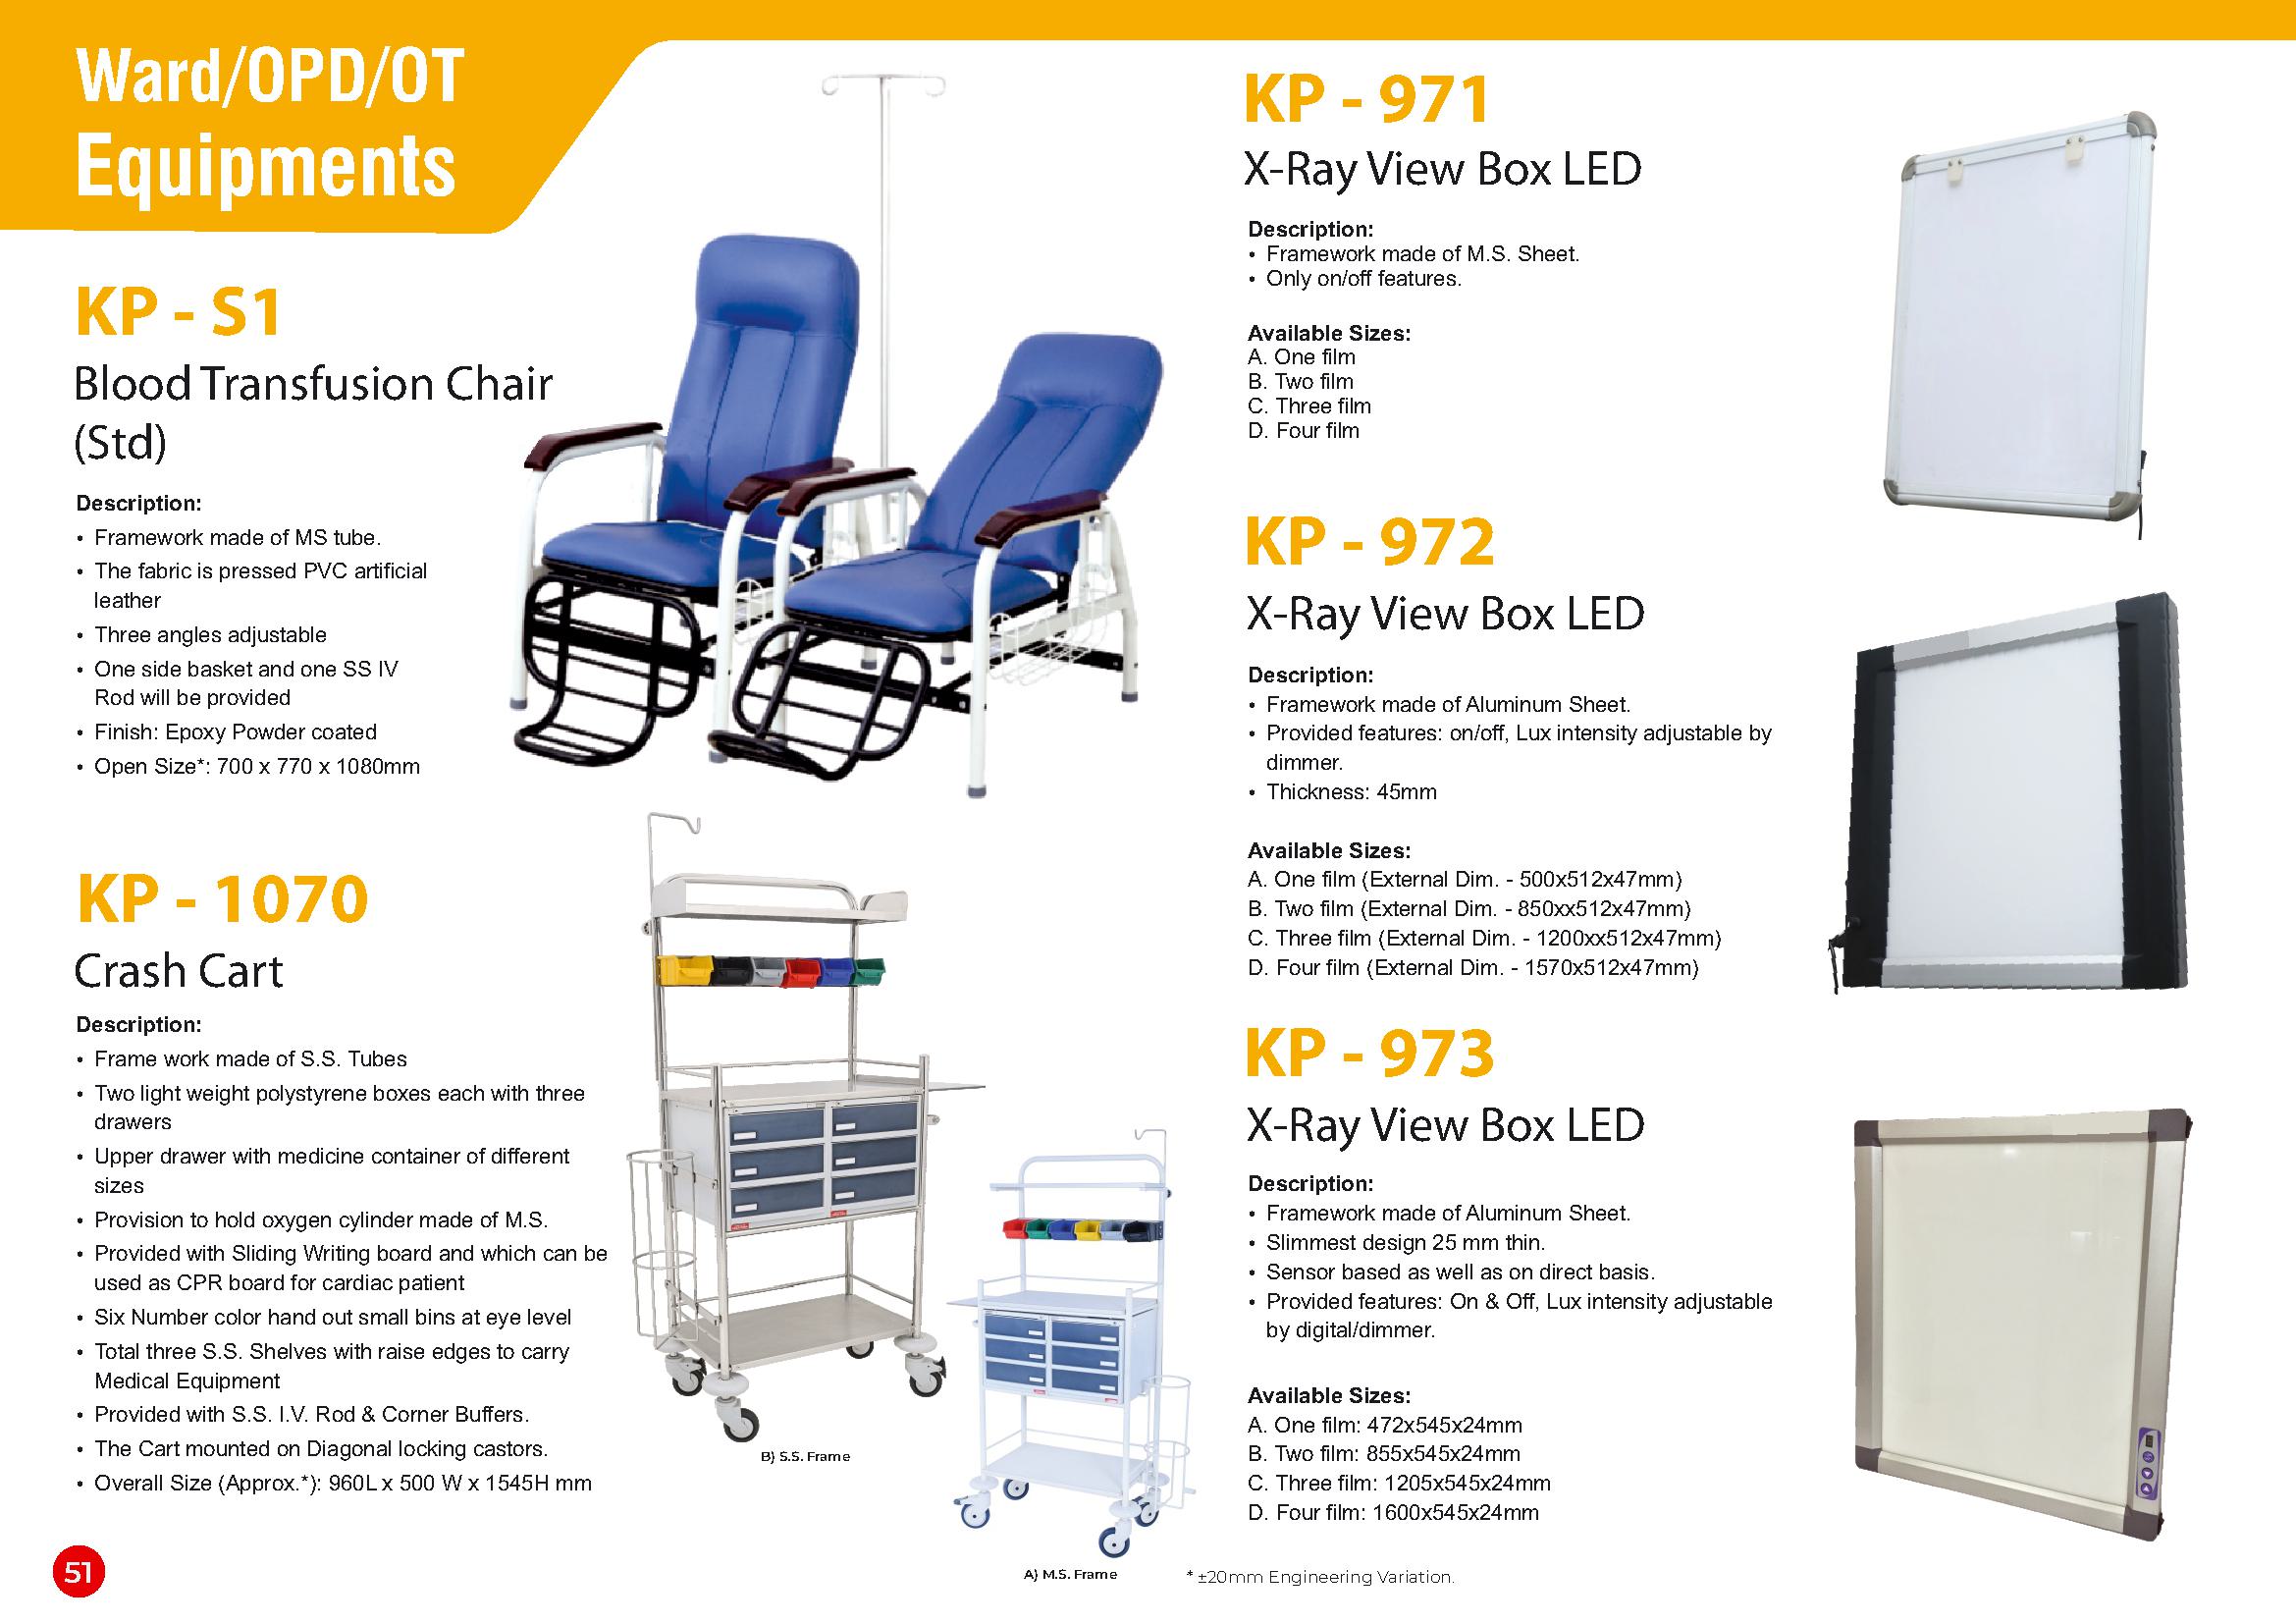 Ward/OPD/OT
Equipments
KP - S1
Blood Transfusion Chair
(Std)
Description:
• Framework made of MS tube.
• The fabric is pressed PVC artificial
leather
• Three angles adjustable
• One side basket and one SS IV
Rod will be provided
• Finish: Epoxy Powder coated
• Open Size*: 700 x 770 x 1080mm
KP - 1070
Crash Cart
Description:
• Frame work made of S.S. Tubes
• Two light weight polystyrene boxes each with three
drawers
• Upper drawer with medicine container of different
sizes
• Provision to hold oxygen cylinder made of M.S.
• Provided with Sliding Writing board and which can be
used as CPR board for cardiac patient
• Six Number color hand out small bins at eye level
• Total three S.S. Shelves with raise edges to carry
Medical Equipment
• Provided with S.S. I.V. Rod & Corner Buffers.
• The Cart mounted on Diagonal locking castors.
• Overall Size (Approx.*): 960L x 500 W x 1545H mm
B) S.S. Frame
A) M.S. Frame
KP - 971
X-Ray View Box LED
Description:
• Framework made of M.S. Sheet.
• Only on/off features.
Available Sizes:
A. One film
B. Two film
C. Three film
D. Four film
KP - 972
X-Ray View Box LED
Description:
• Framework made of Aluminum Sheet.
• Provided features: on/off, Lux intensity adjustable by
dimmer.
• Thickness: 45mm
Available Sizes:
A. One film (External Dim. - 500x512x47mm)
B. Two film (External Dim. - 850xx512x47mm)
C. Three film (External Dim. - 1200xx512x47mm)
D. Four film (External Dim. - 1570x512x47mm)
KP - 973
X-Ray View Box LED
Description:
• Framework made of Aluminum Sheet.
• Slimmest design 25 mm thin.
• Sensor based as well as on direct basis.
• Provided features: On & Off, Lux intensity adjustable
by digital/dimmer.
Available Sizes:
A. One film: 472x545x24mm
B. Two film: 855x545x24mm
C. Three film: 1205x545x24mm
D. Four film: 1600x545x24mm
51
* ±20mm Engineering Variation.